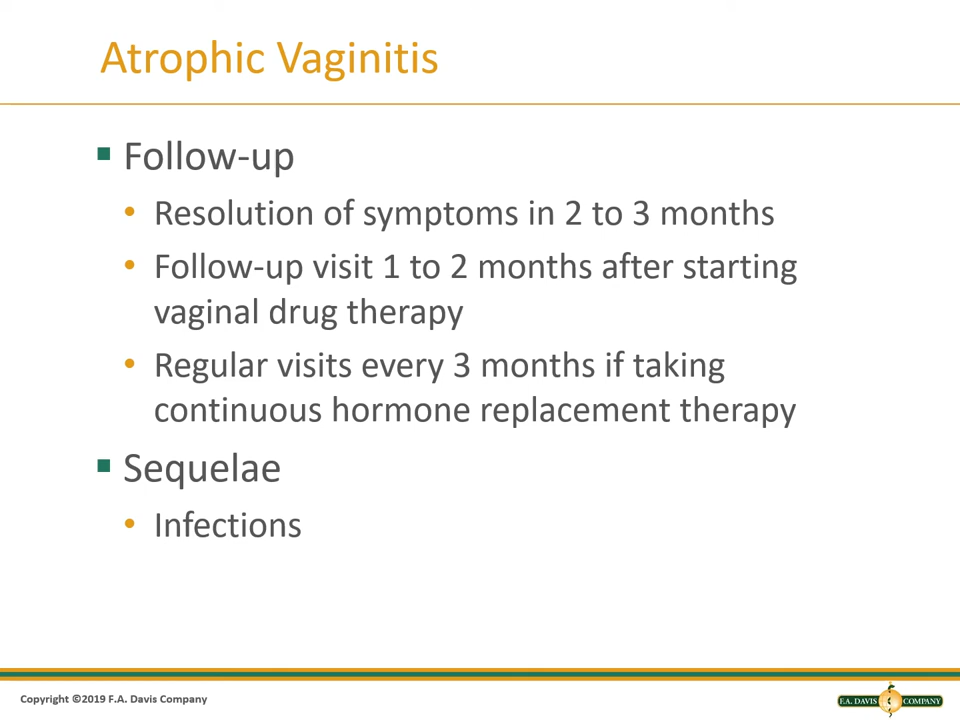 Atrophic Vaginitis
Follow-up
Resolution of symptoms in 2 to 3 months
Follow-up visit 1 to 2 months after starting
vaginal drug therapy
Regular visits every 3 months if taking
continuous hormone replacement therapy
Sequelae
Infections
Copyright ©2019 F.A. Davis Company
F.A. DAVIS COMPANY